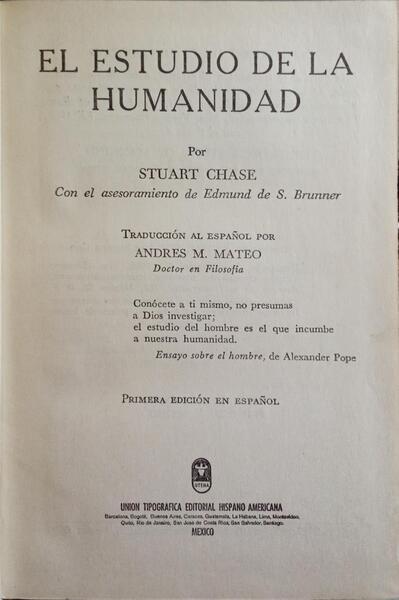 EL ESTUDIO DE LA
HUMANIDAD
Por
STUART CHASE
Con el asesoramiento de Edmund de S. Brunner
TRADUCCIÓN AL ESPAÑOL POR
ANDRES M. MATEO
Doctor en Filosofía
Conócete a ti mismo, no presumas
a Dios investigar;
el estudio del hombre es el que incumbe
a nuestra humanidad.
Ensayo sobre el hombre, de Alexander Pope
PRIMERA EDICIÓN EN ESPAÑOL
UTEHA
UNION TIPOGRAFICA EDITORIAL HISPANO AMERICANA
Barcelona, Bogotá, Buenos Aires, Caracas, Guatemala, La Habana, Lima, Montevideo,
Quito, Río de Janeiro, San José de Costa Rica, San Salvador, Santiago.
MEXICO